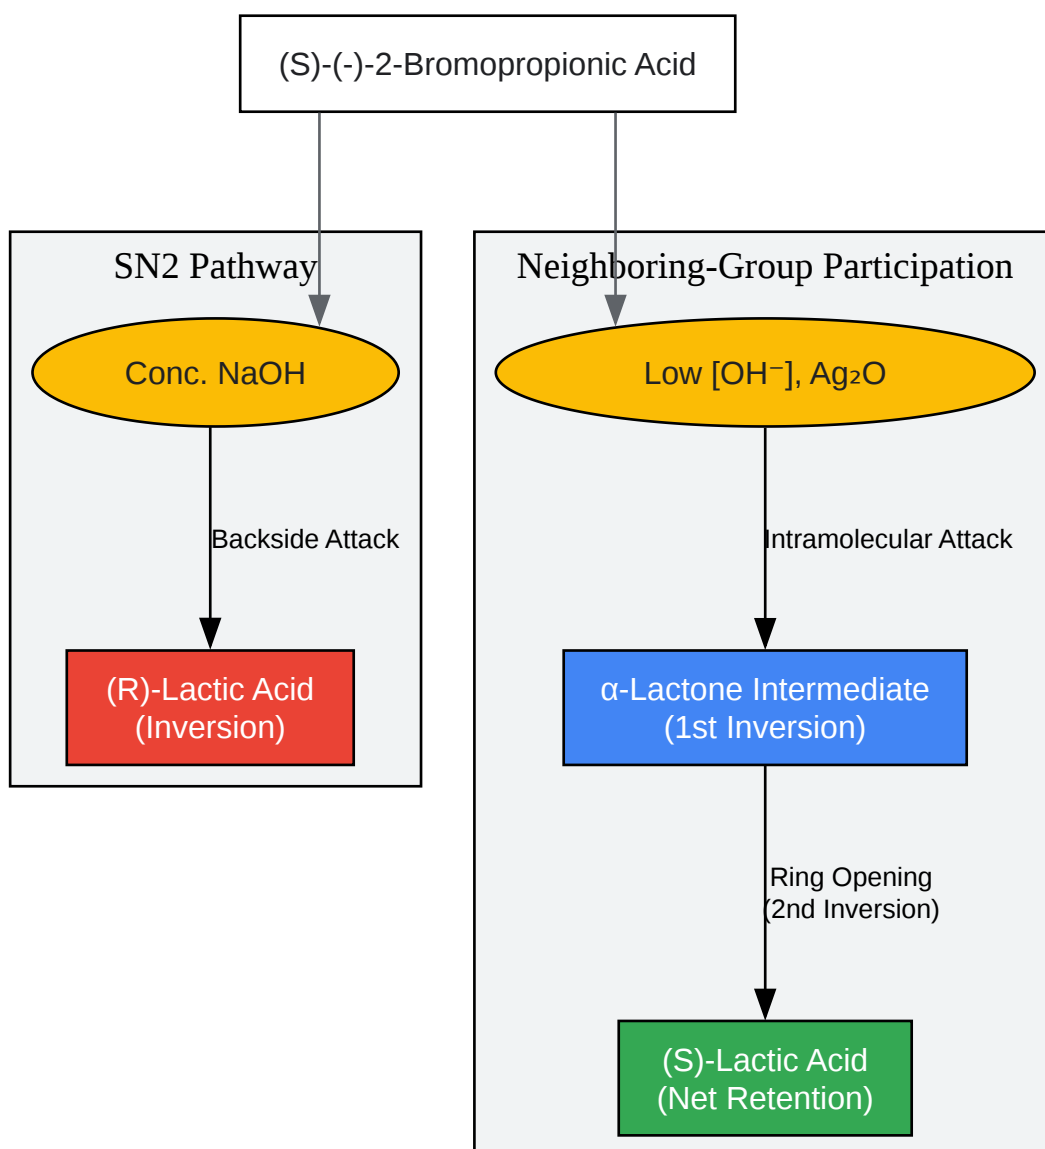 (S)-(-)-2-Bromopropionic Acid
SN2 Pathway
Conc. NaOH
Backside Attack
(R)-Lactic Acid
(Inversion)
Neighboring-Group Participation
Low [OH⁻], Ag₂O
Intramolecular Attack
α-Lactone Intermediate
(1st Inversion)
Ring Opening
(2nd Inversion)
(S)-Lactic Acid
(Net Retention)